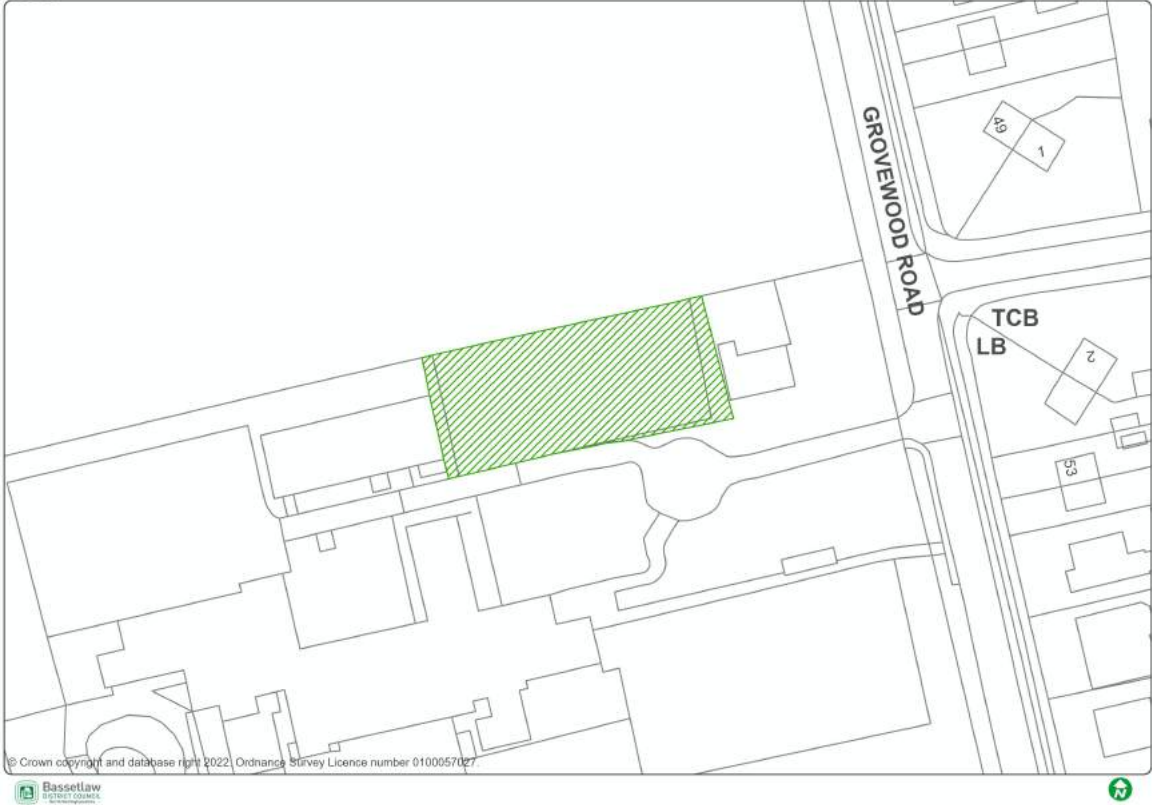 GROVEWOOD ROAD
49
1
TCB
LB
2
53
© Crown copyright and database right 2022. Ordnance Survey Licence number 0100057027.
Bassetlaw
DISTRICT COUNCIL
N